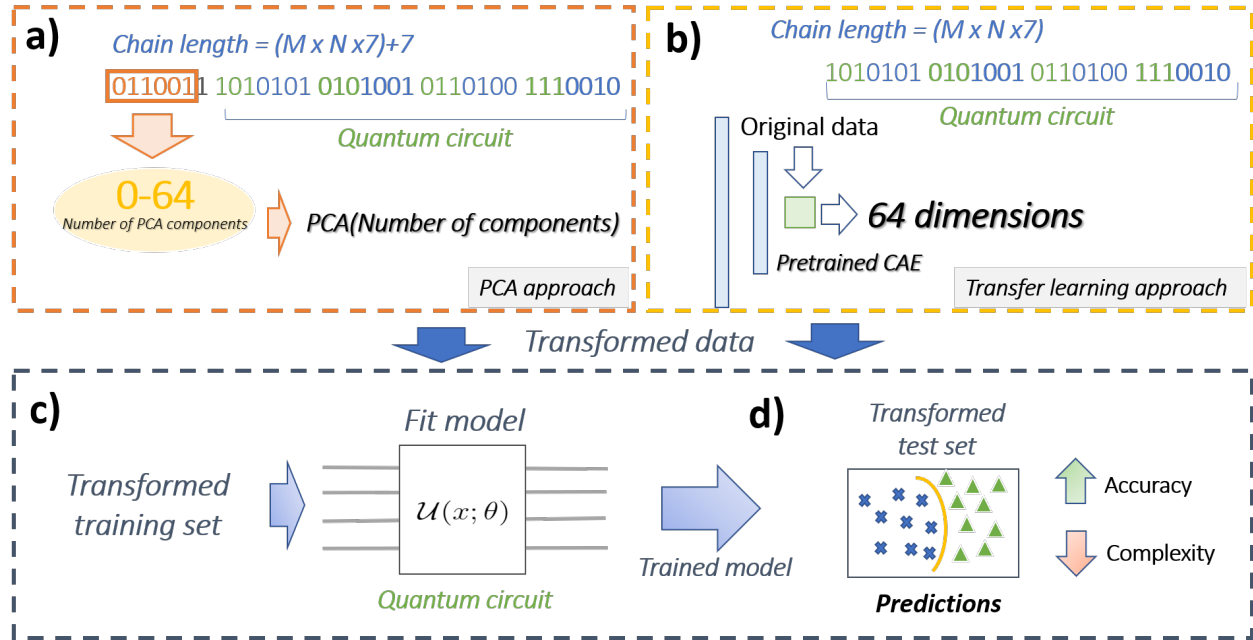 a)
Chain length = (M x N x7)+7
0110011 1010101 0101001 0110100 1110010
Quantum circuit
0-64
Number of PCA components
PCA(Number of components)
PCA approach
b)
Chain length = (M x N x7)
1010101 0101001 0110100 1110010
Quantum circuit
Original data
64 dimensions
Pretrained CAE
Transfer learning approach
Transformed data
c)
Transformed
training set
Fit model
U(x; θ)
Quantum circuit
Trained model
d)
Transformed
test set
Predictions
Accuracy
Complexity